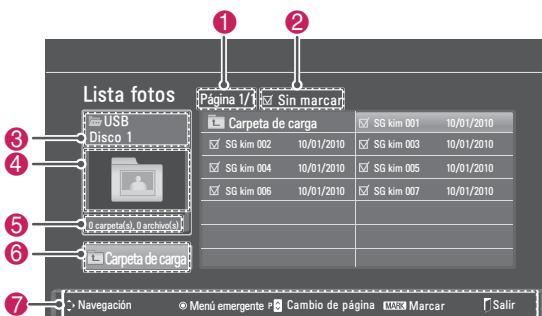 1 2
Lista fotos
Página 1/1 Sin marcar
3 USB
Disco 1
4
Carpeta de carga SG kim 001 10/01/2010
SG kim 002 10/01/2010 SG kim 003 10/01/2010
SG kim 004 10/01/2010 SG kim 005 10/01/2010
SG kim 006 10/01/2010 SG kim 007 10/01/2010
5 0 carpeta(s), 0 archivo(s)
6 Carpeta de carga
7 Navegación Menú emergente P Cambio de página MARK Marcar Salir